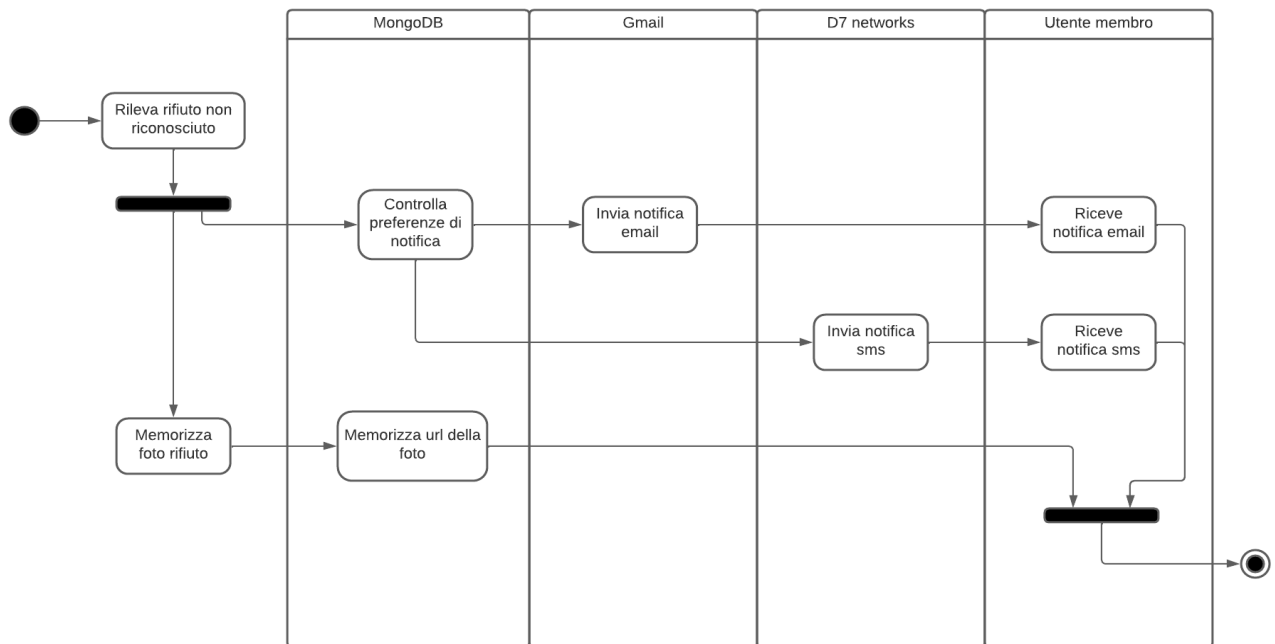 MongoDB
Gmail
D7 networks
Utente membro
Rileva rifiuto non
riconosciuto
Controlla
preferenze di
notifica
Invia notifica
email
Riceve
notifica email
Invia notifica
sms
Riceve
notifica sms
Memorizza
foto rifiuto
Memorizza url della
foto